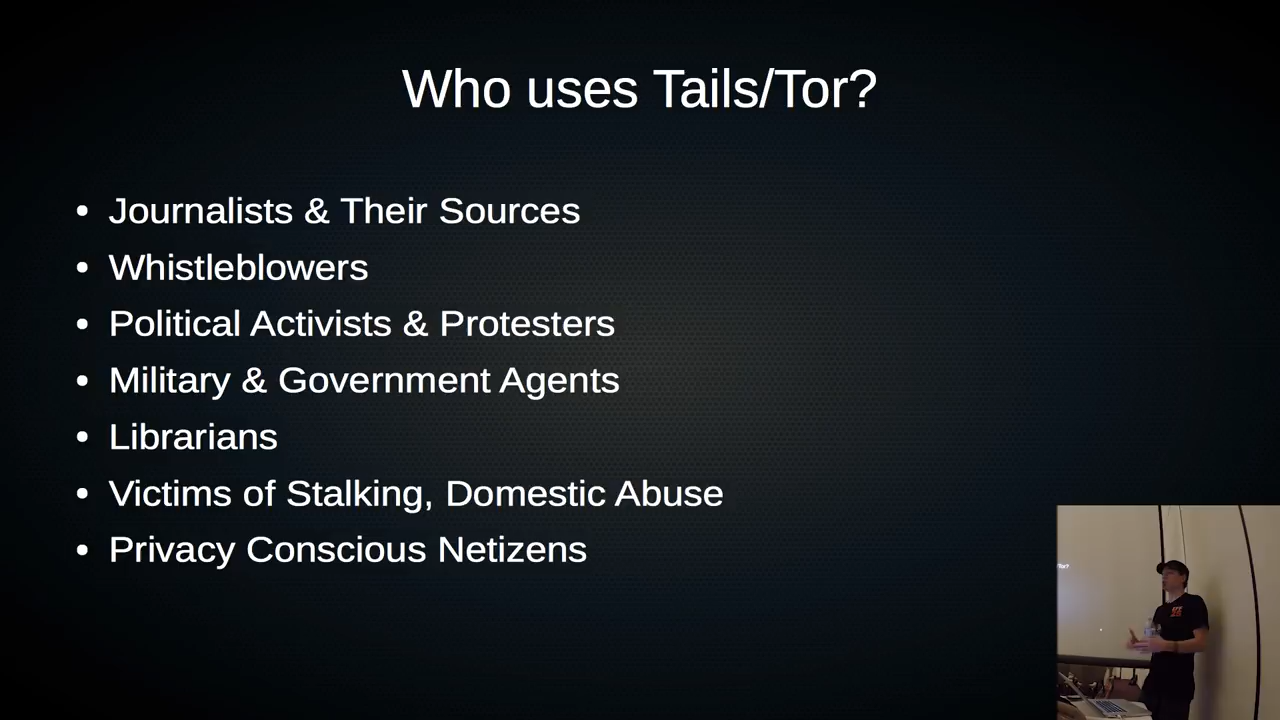 Who uses Tails/Tor?
• Journalists & Their Sources
• Whistleblowers
• Political Activists & Protesters
• Military & Government Agents
• Librarians
• Victims of Stalking, Domestic Abuse
• Privacy Conscious Netizens